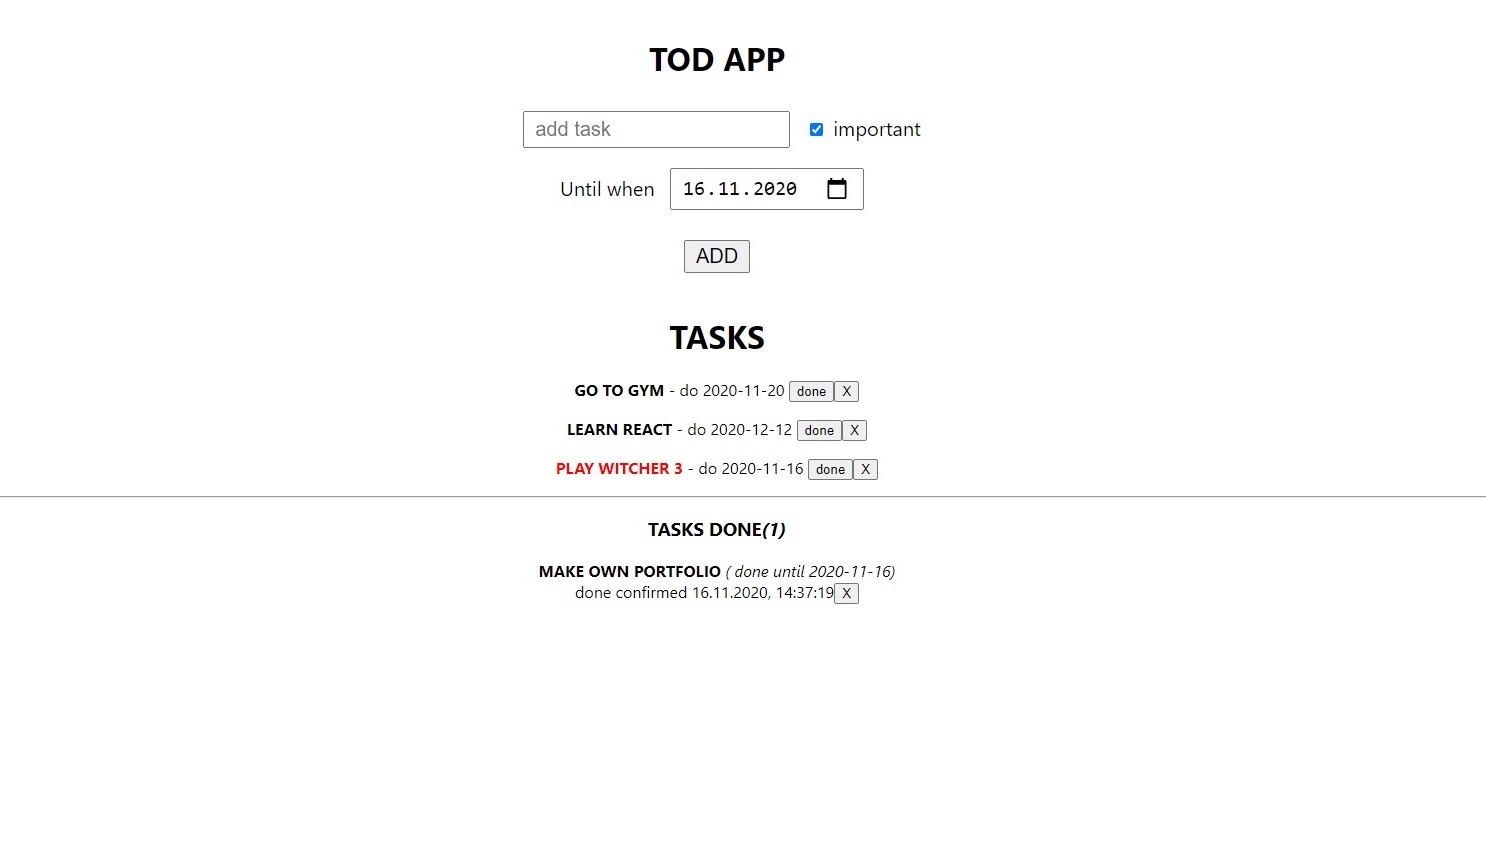 TOD APP
add task important
Until when 16.11.2020
ADD
TASKS
GO TO GYM - do 2020-11-20 done X
LEARN REACT - do 2020-12-12 done X
PLAY WITCHER 3 - do 2020-11-16 done X
TASKS DONE(1)
MAKE OWN PORTFOLIO ( done until 2020-11-16)
done confirmed 16.11.2020, 14:37:19 X